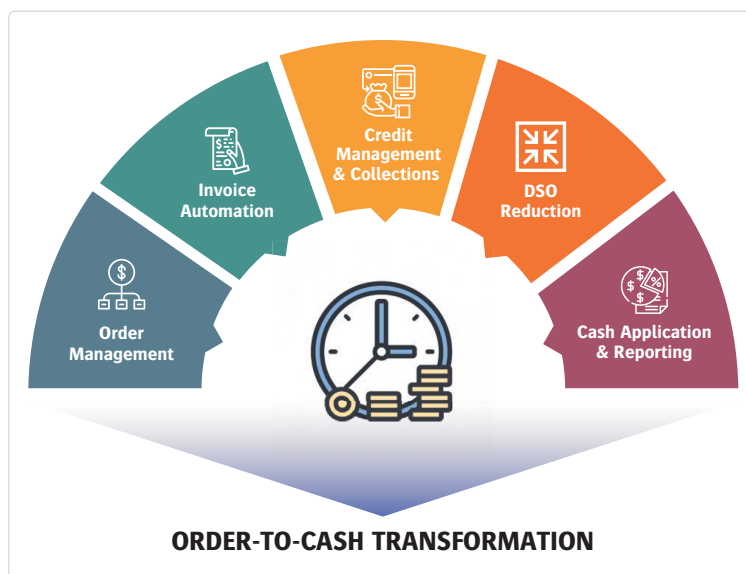 Order
Management
Invoice
Automation
Credit
Management
& Collections
DSO
Reduction
Cash Application
& Reporting
ORDER-TO-CASH TRANSFORMATION